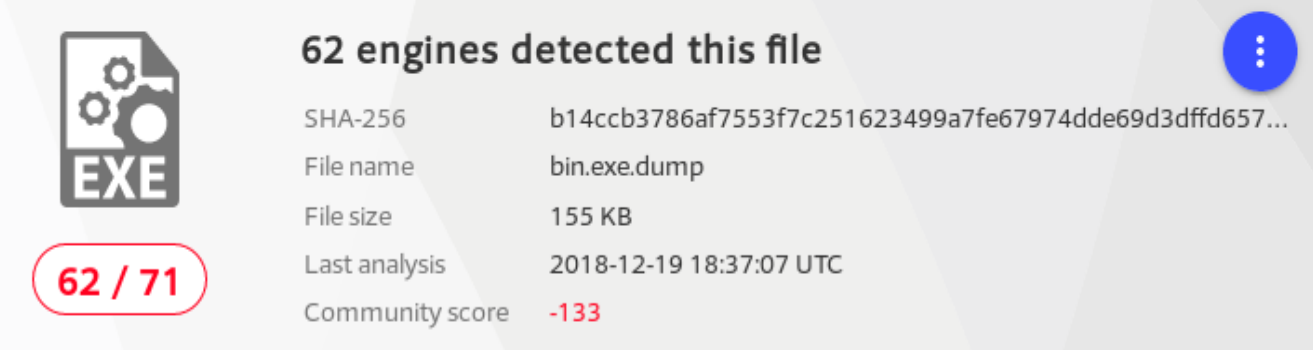 62 engines detected this file
SHA-256 b14ccb3786af7553f7c251623499a7fe67974dde69d3dffd657...
File name bin.exe.dump
File size 155 KB
Last analysis 2018-12-19 18:37:07 UTC
Community score -133
EXE
62 / 71